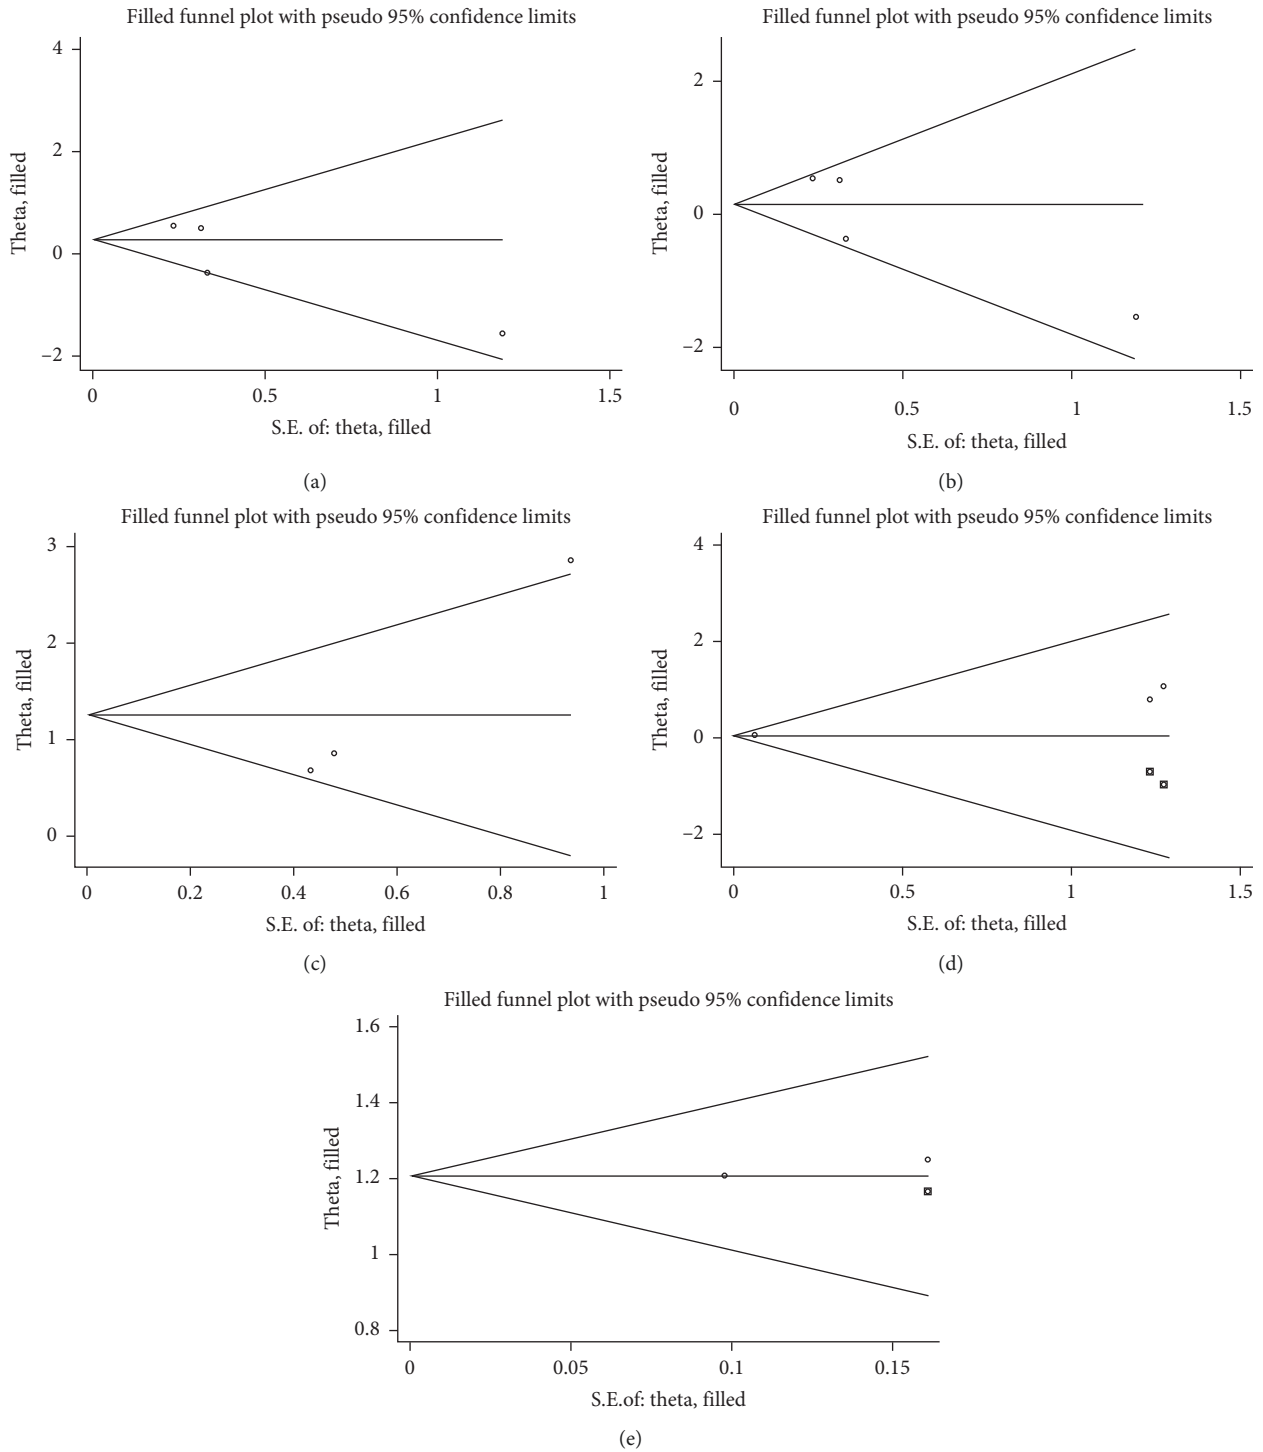 Filled funnel plot with pseudo 95% confidence limits
4
2
0
−2
Theta, filled
0 0.5 1 1.5
S.E. of: theta, filled
(a)
Filled funnel plot with pseudo 95% confidence limits
2
0
−2
Theta, filled
0 0.5 1 1.5
S.E. of: theta, filled
(b)
Filled funnel plot with pseudo 95% confidence limits
3
2
1
0
Theta, filled
0 0.2 0.4 0.6 0.8 1
S.E. of: theta, filled
(c)
Filled funnel plot with pseudo 95% confidence limits
4
2
0
−2
Theta, filled
0 0.5 1 1.5
S.E. of: theta, filled
(d)
Filled funnel plot with pseudo 95% confidence limits
1.6
1.4
1.2
1
0.8
Theta, filled
0 0.05 0.1 0.15
S.E.of: theta, filled
(e)